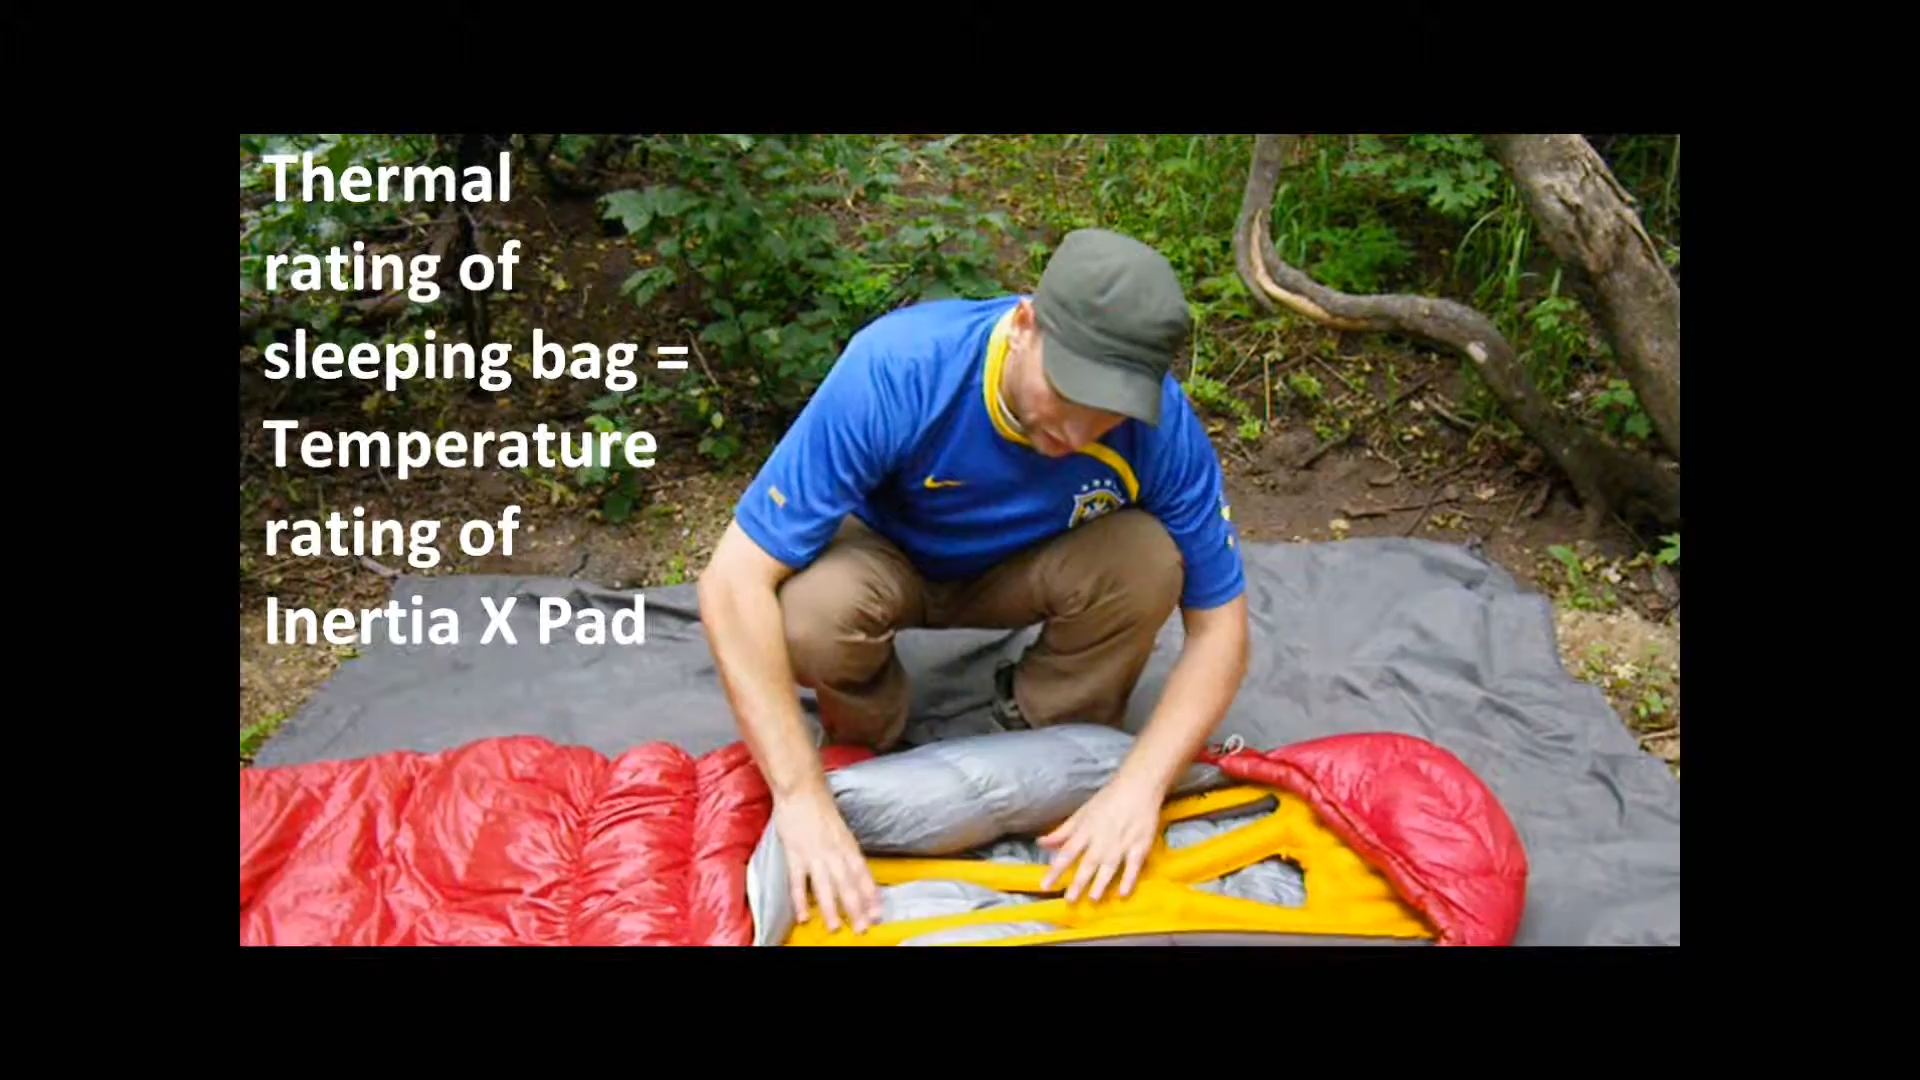 Thermal
rating of
sleeping bag =
Temperature
rating of
Inertia X Pad